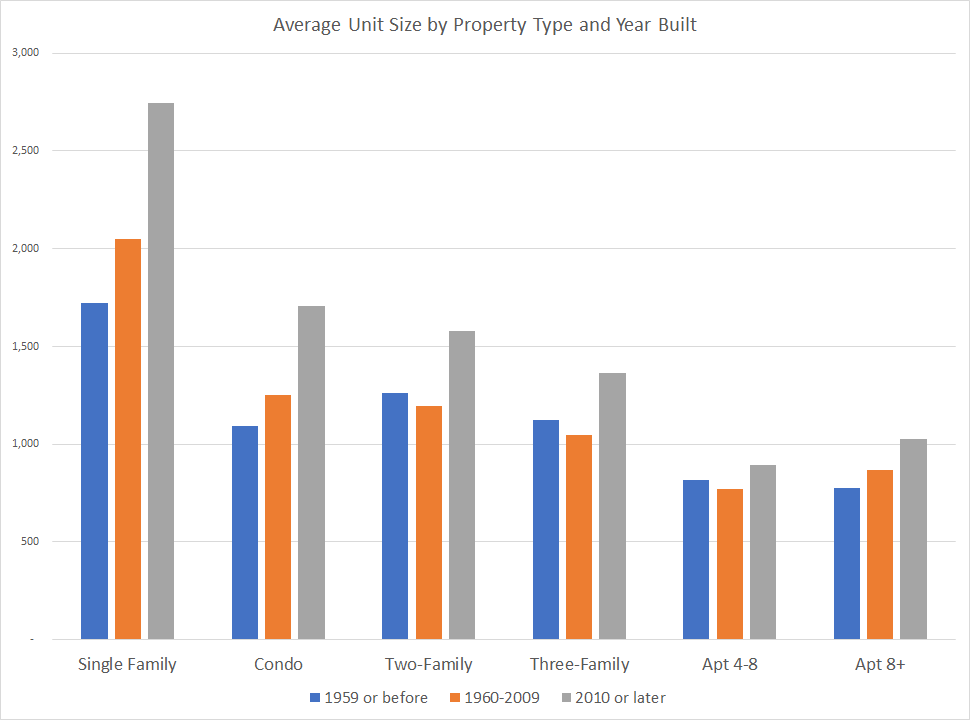 Average Unit Size by Property Type and Year Built
3,000
2,500
2,000
1,500
1,000
500
-
Single Family Condo Two-Family Three-Family Apt 4-8 Apt 8+
1959 or before 1960-2009 2010 or later